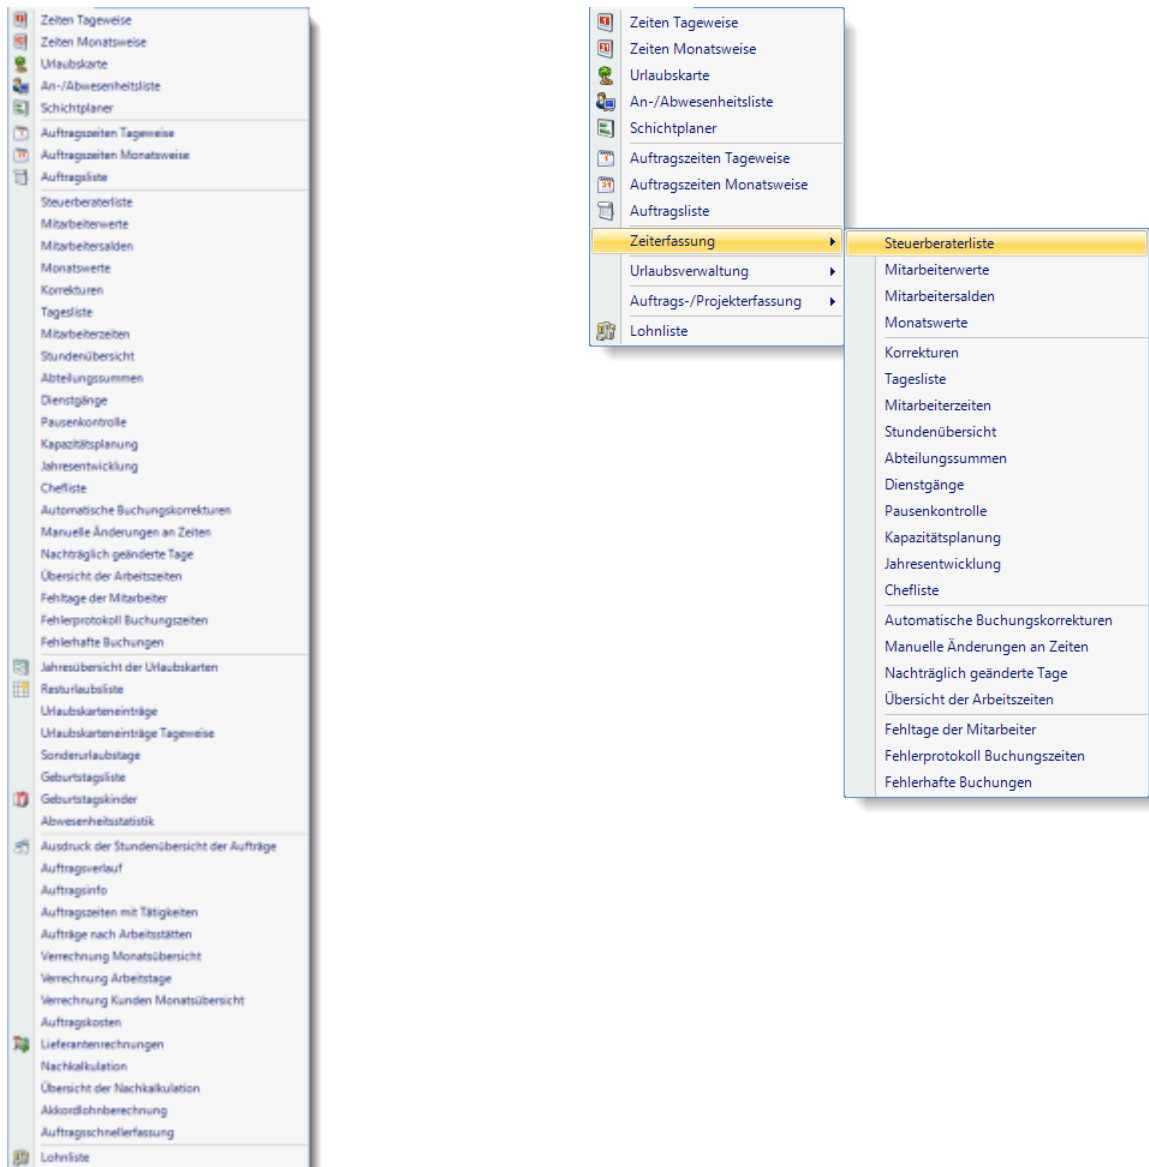 Zeiten Tageweise
Zeiten Monatsweise
Urlaubskarte
An-/Abwesenheitsliste
Schichtplaner
Auftragszeiten Tageweise
Auftragszeiten Monatsweise
Auftragsliste
Steuerberaterliste
Mitarbeiterwerte
Mitarbeitersalden
Monatswerte
Korrekturen
Tagesliste
Mitarbeiterzeiten
Stundenübersicht
Abteilungssummen
Dienstgänge
Pausenkontrolle
Kapazitätsplanung
Jahresentwicklung
Chefliste
Automatische Buchungskorrekturen
Manuelle Änderungen an Zeiten
Nachträglich geänderte Tage
Übersicht der Arbeitszeiten
Fehltage der Mitarbeiter
Fehlerprotokoll Buchungszeiten
Fehlerhafte Buchungen
Jahresübersicht der Urlaubskarten
Resturlaubsliste
Urlaubskarteneinträge
Urlaubskarteneinträge Tageweise
Sonderurlaubstage
Geburtstagsliste
Geburtstagskinder
Abwesenheitsstatistik
Ausdruck der Stundenübersicht der Aufträge
Auftragsverlauf
Auftragsinfo
Auftragszeiten mit Tätigkeiten
Aufträge nach Arbeitsstätten
Verrechnung Monatsübersicht
Verrechnung Arbeitstage
Verrechnung Kunden Monatsübersicht
Auftragskosten
Lieferantenrechnungen
Nachkalkulation
Übersicht der Nachkalkulation
Akkordlohnberechnung
Auftragsschnellerfassung
Lohnliste
Zeiten Tageweise
Zeiten Monatsweise
Urlaubskarte
An-/Abwesenheitsliste
Schichtplaner
Auftragszeiten Tageweise
Auftragszeiten Monatsweise
Auftragsliste
Zeiterfassung
Urlaubsverwaltung
Auftrags-/Projekterfassung
Lohnliste
Steuerberaterliste
Mitarbeiterwerte
Mitarbeitersalden
Monatswerte
Korrekturen
Tagesliste
Mitarbeiterzeiten
Stundenübersicht
Abteilungssummen
Dienstgänge
Pausenkontrolle
Kapazitätsplanung
Jahresentwicklung
Chefliste
Automatische Buchungskorrekturen
Manuelle Änderungen an Zeiten
Nachträglich geänderte Tage
Übersicht der Arbeitszeiten
Fehltage der Mitarbeiter
Fehlerprotokoll Buchungszeiten
Fehlerhafte Buchungen